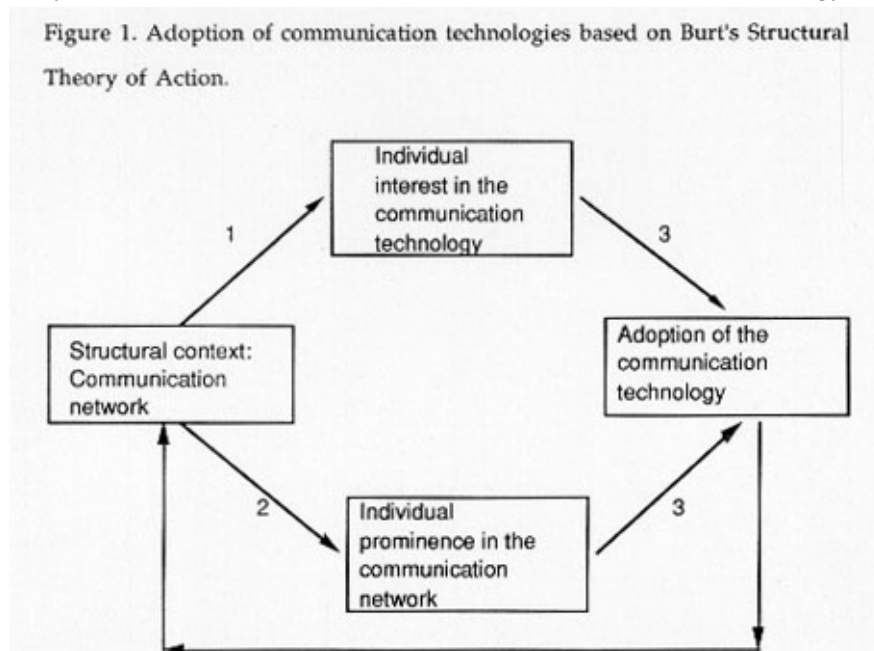 Figure 1. Adoption of communication technologies based on Burt's Structural
Theory of Action.
Individual
interest in the
communication
technology
1
3
Structural context:
Communication
network
Adoption of the
communication
technology
2
3
Individual
prominence in the
communication
network